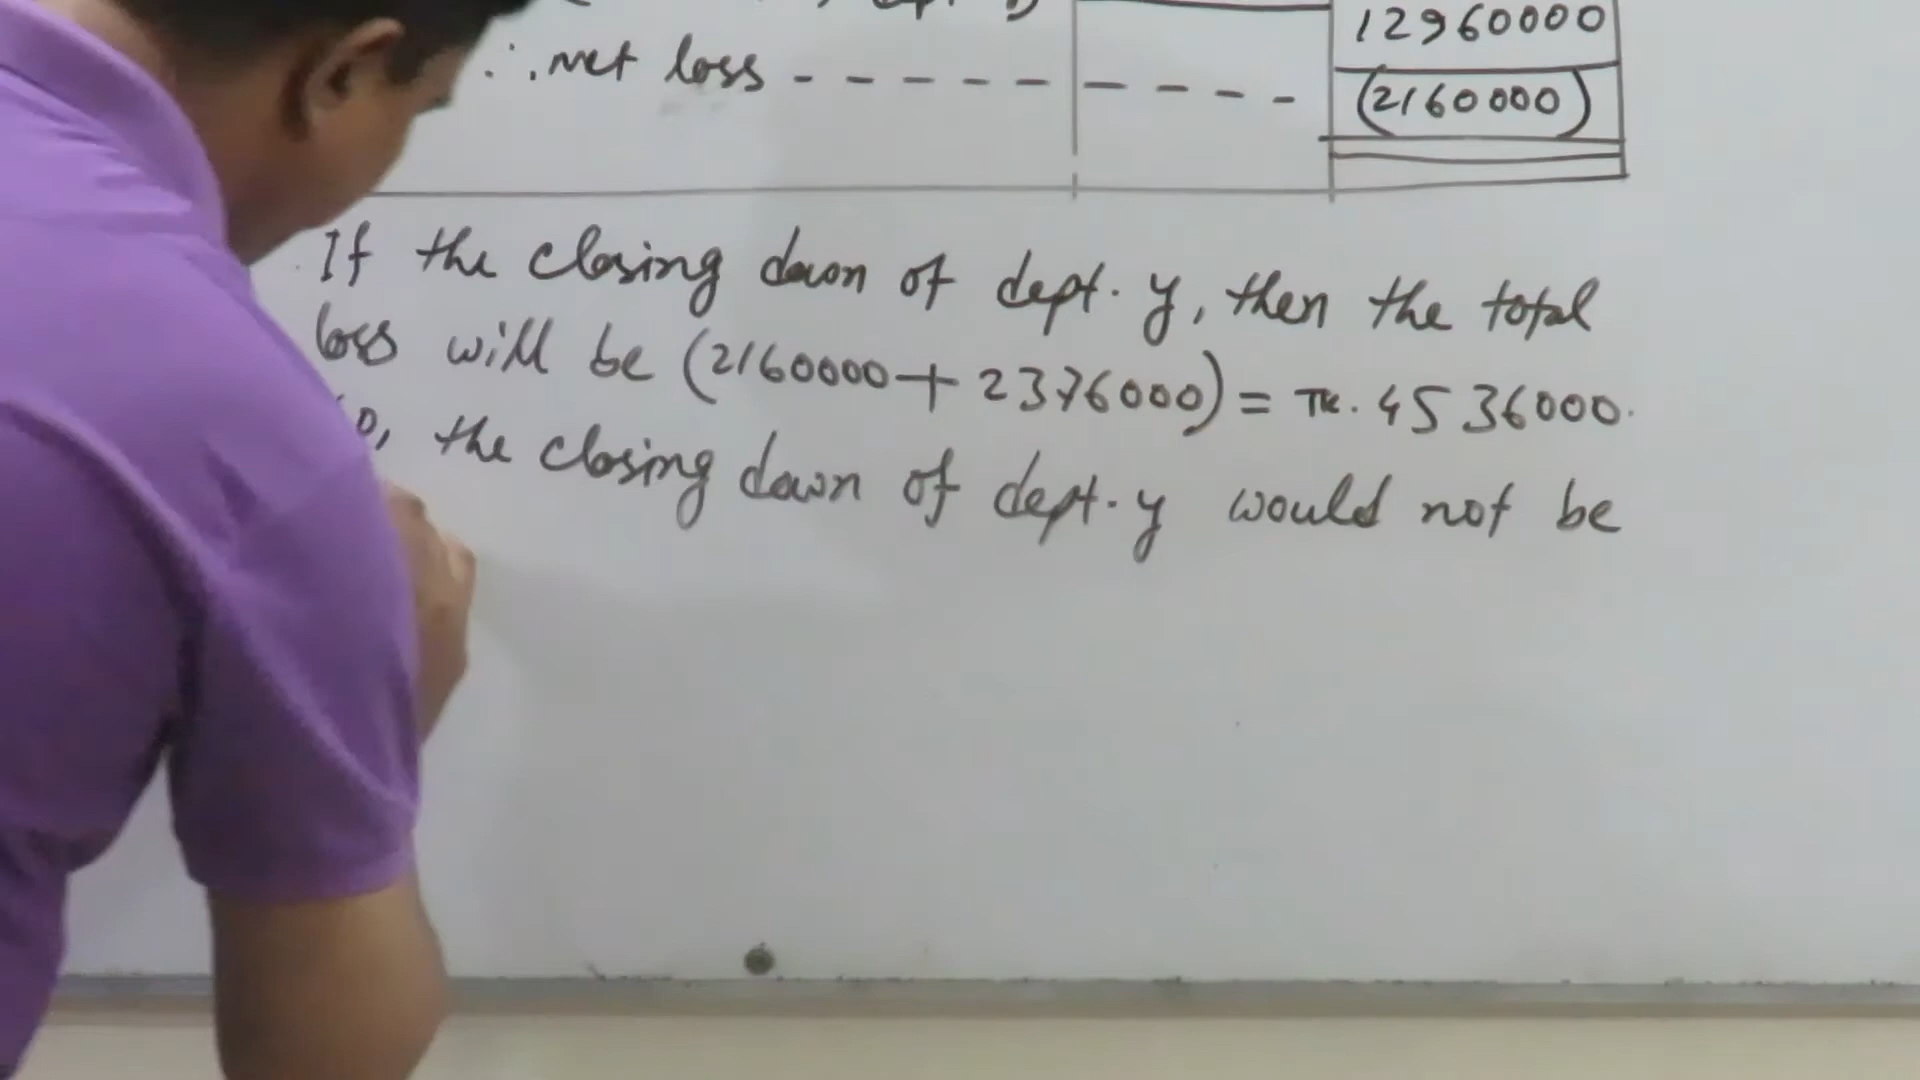 12960000
∴ net loss - - - - - - - - - (2160000)
If the closing down of dept. y, then the total
loss will be (2160000 + 2376000) = TK. 4536000.
the closing down of dept. y would not be